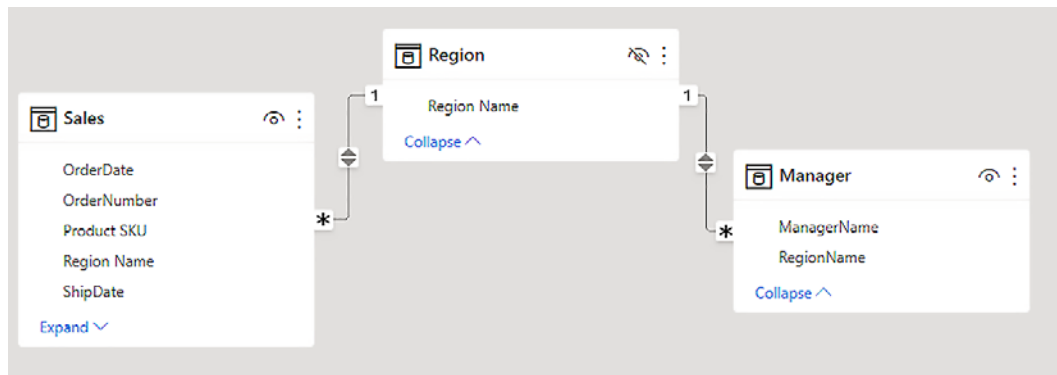 Region
Region Name
Collapse
1
1
Sales
OrderDate
OrderNumber
Product SKU
Region Name
ShipDate
Expand
*
Manager
ManagerName
RegionName
Collapse
*